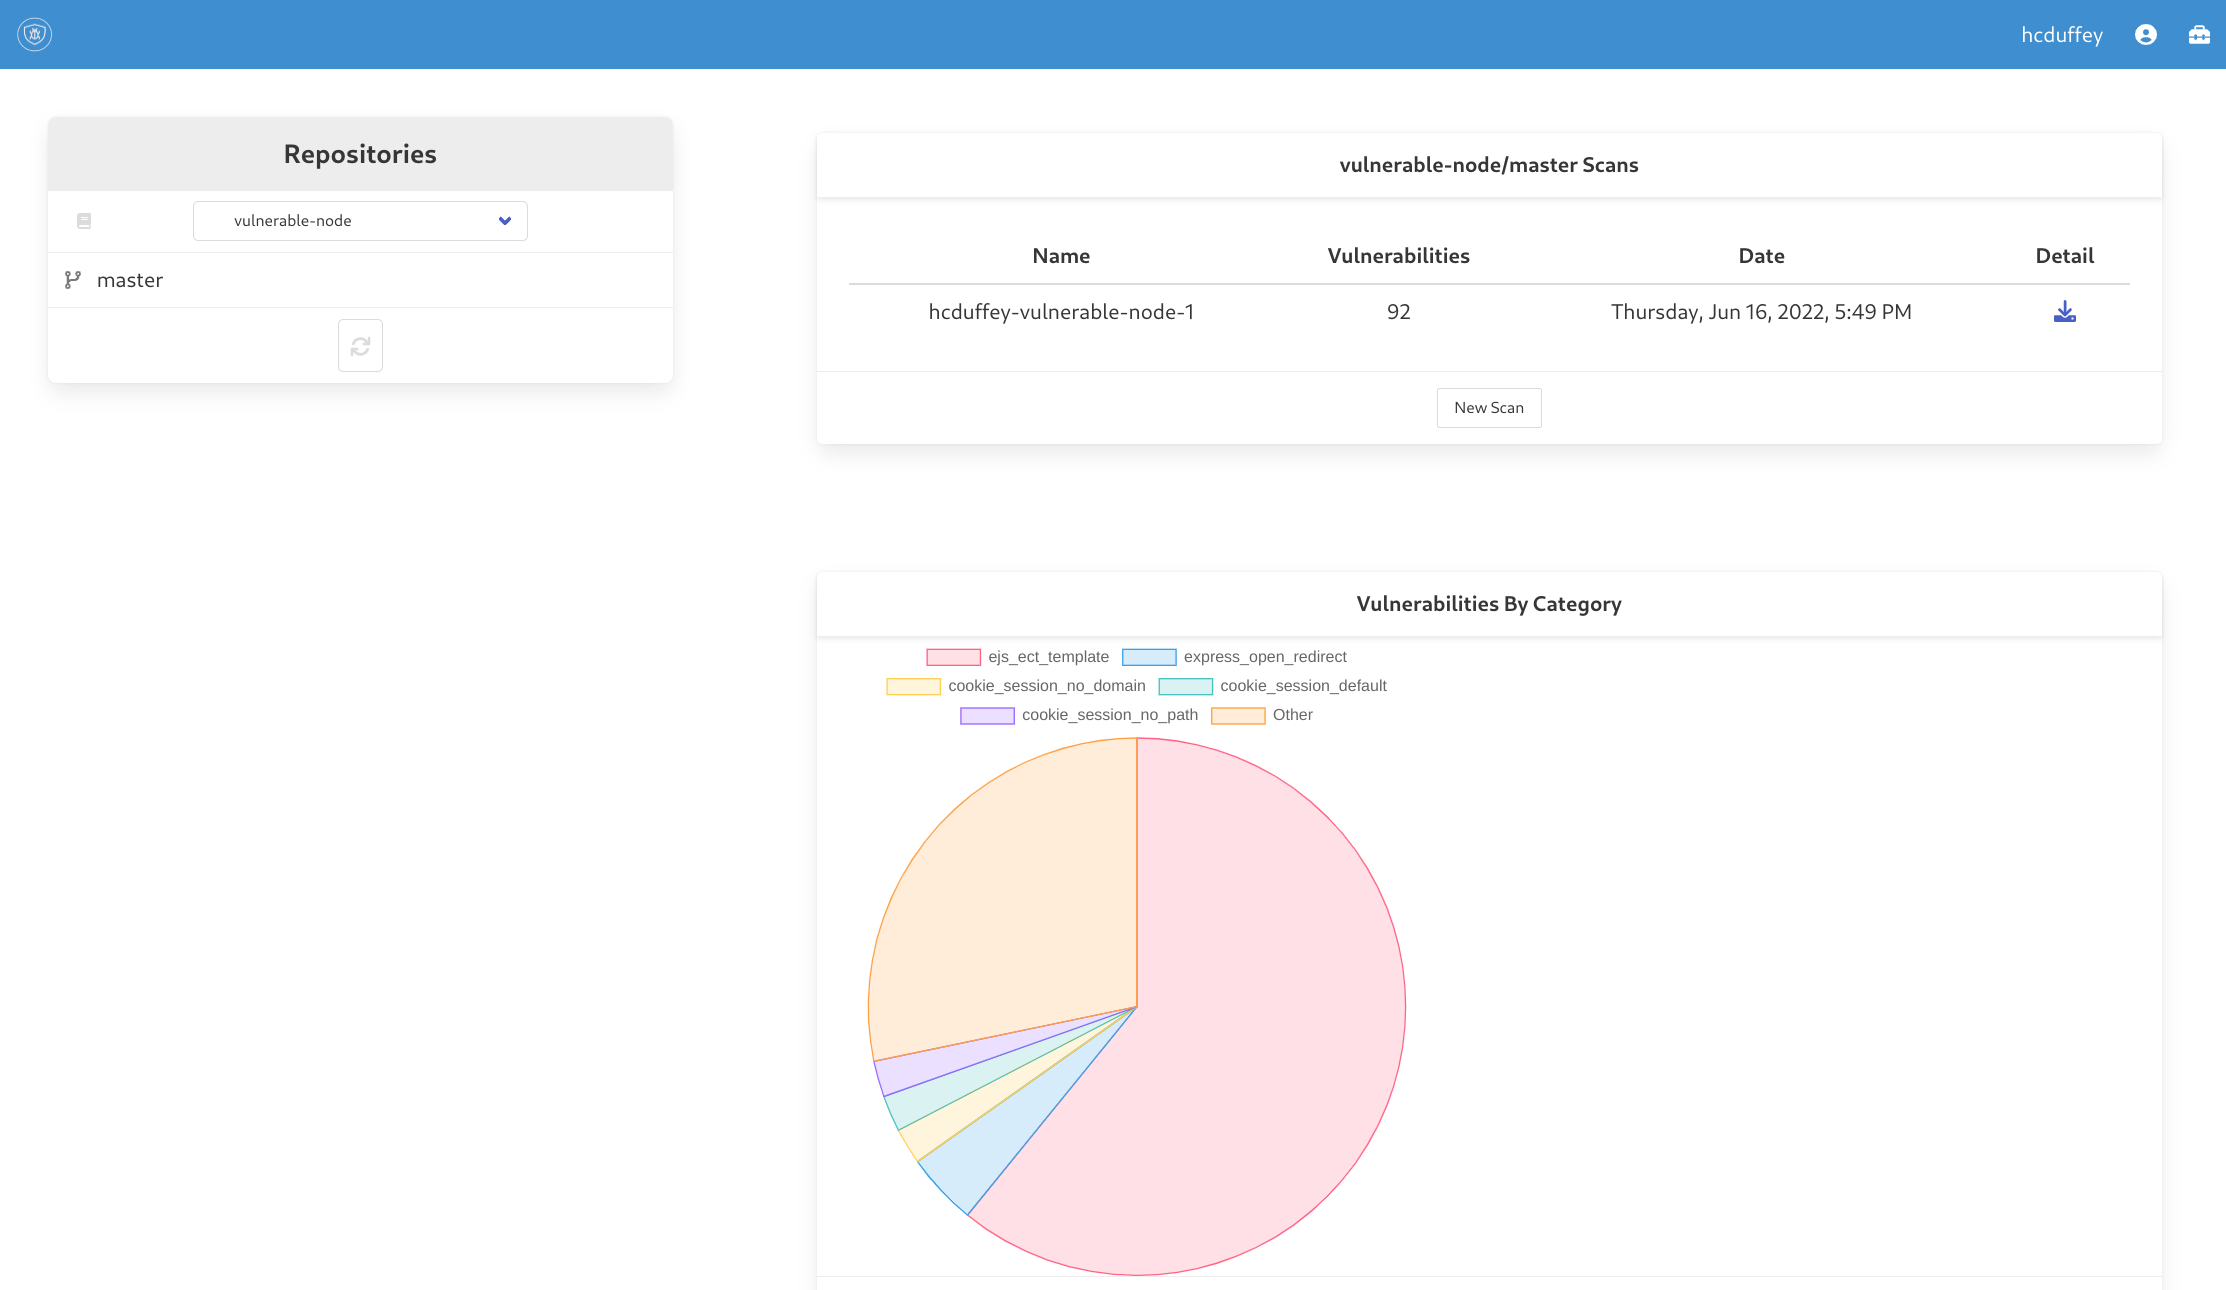 hcduffey
Repositories
vulnerable-node
master
vulnerable-node/master Scans
Name Vulnerabilities Date Detail
hcduffey-vulnerable-node-1 92 Thursday, Jun 16, 2022, 5:49 PM
New Scan
Vulnerabilities By Category
ejs_ect_template express_open_redirect
cookie_session_no_domain cookie_session_default
cookie_session_no_path Other